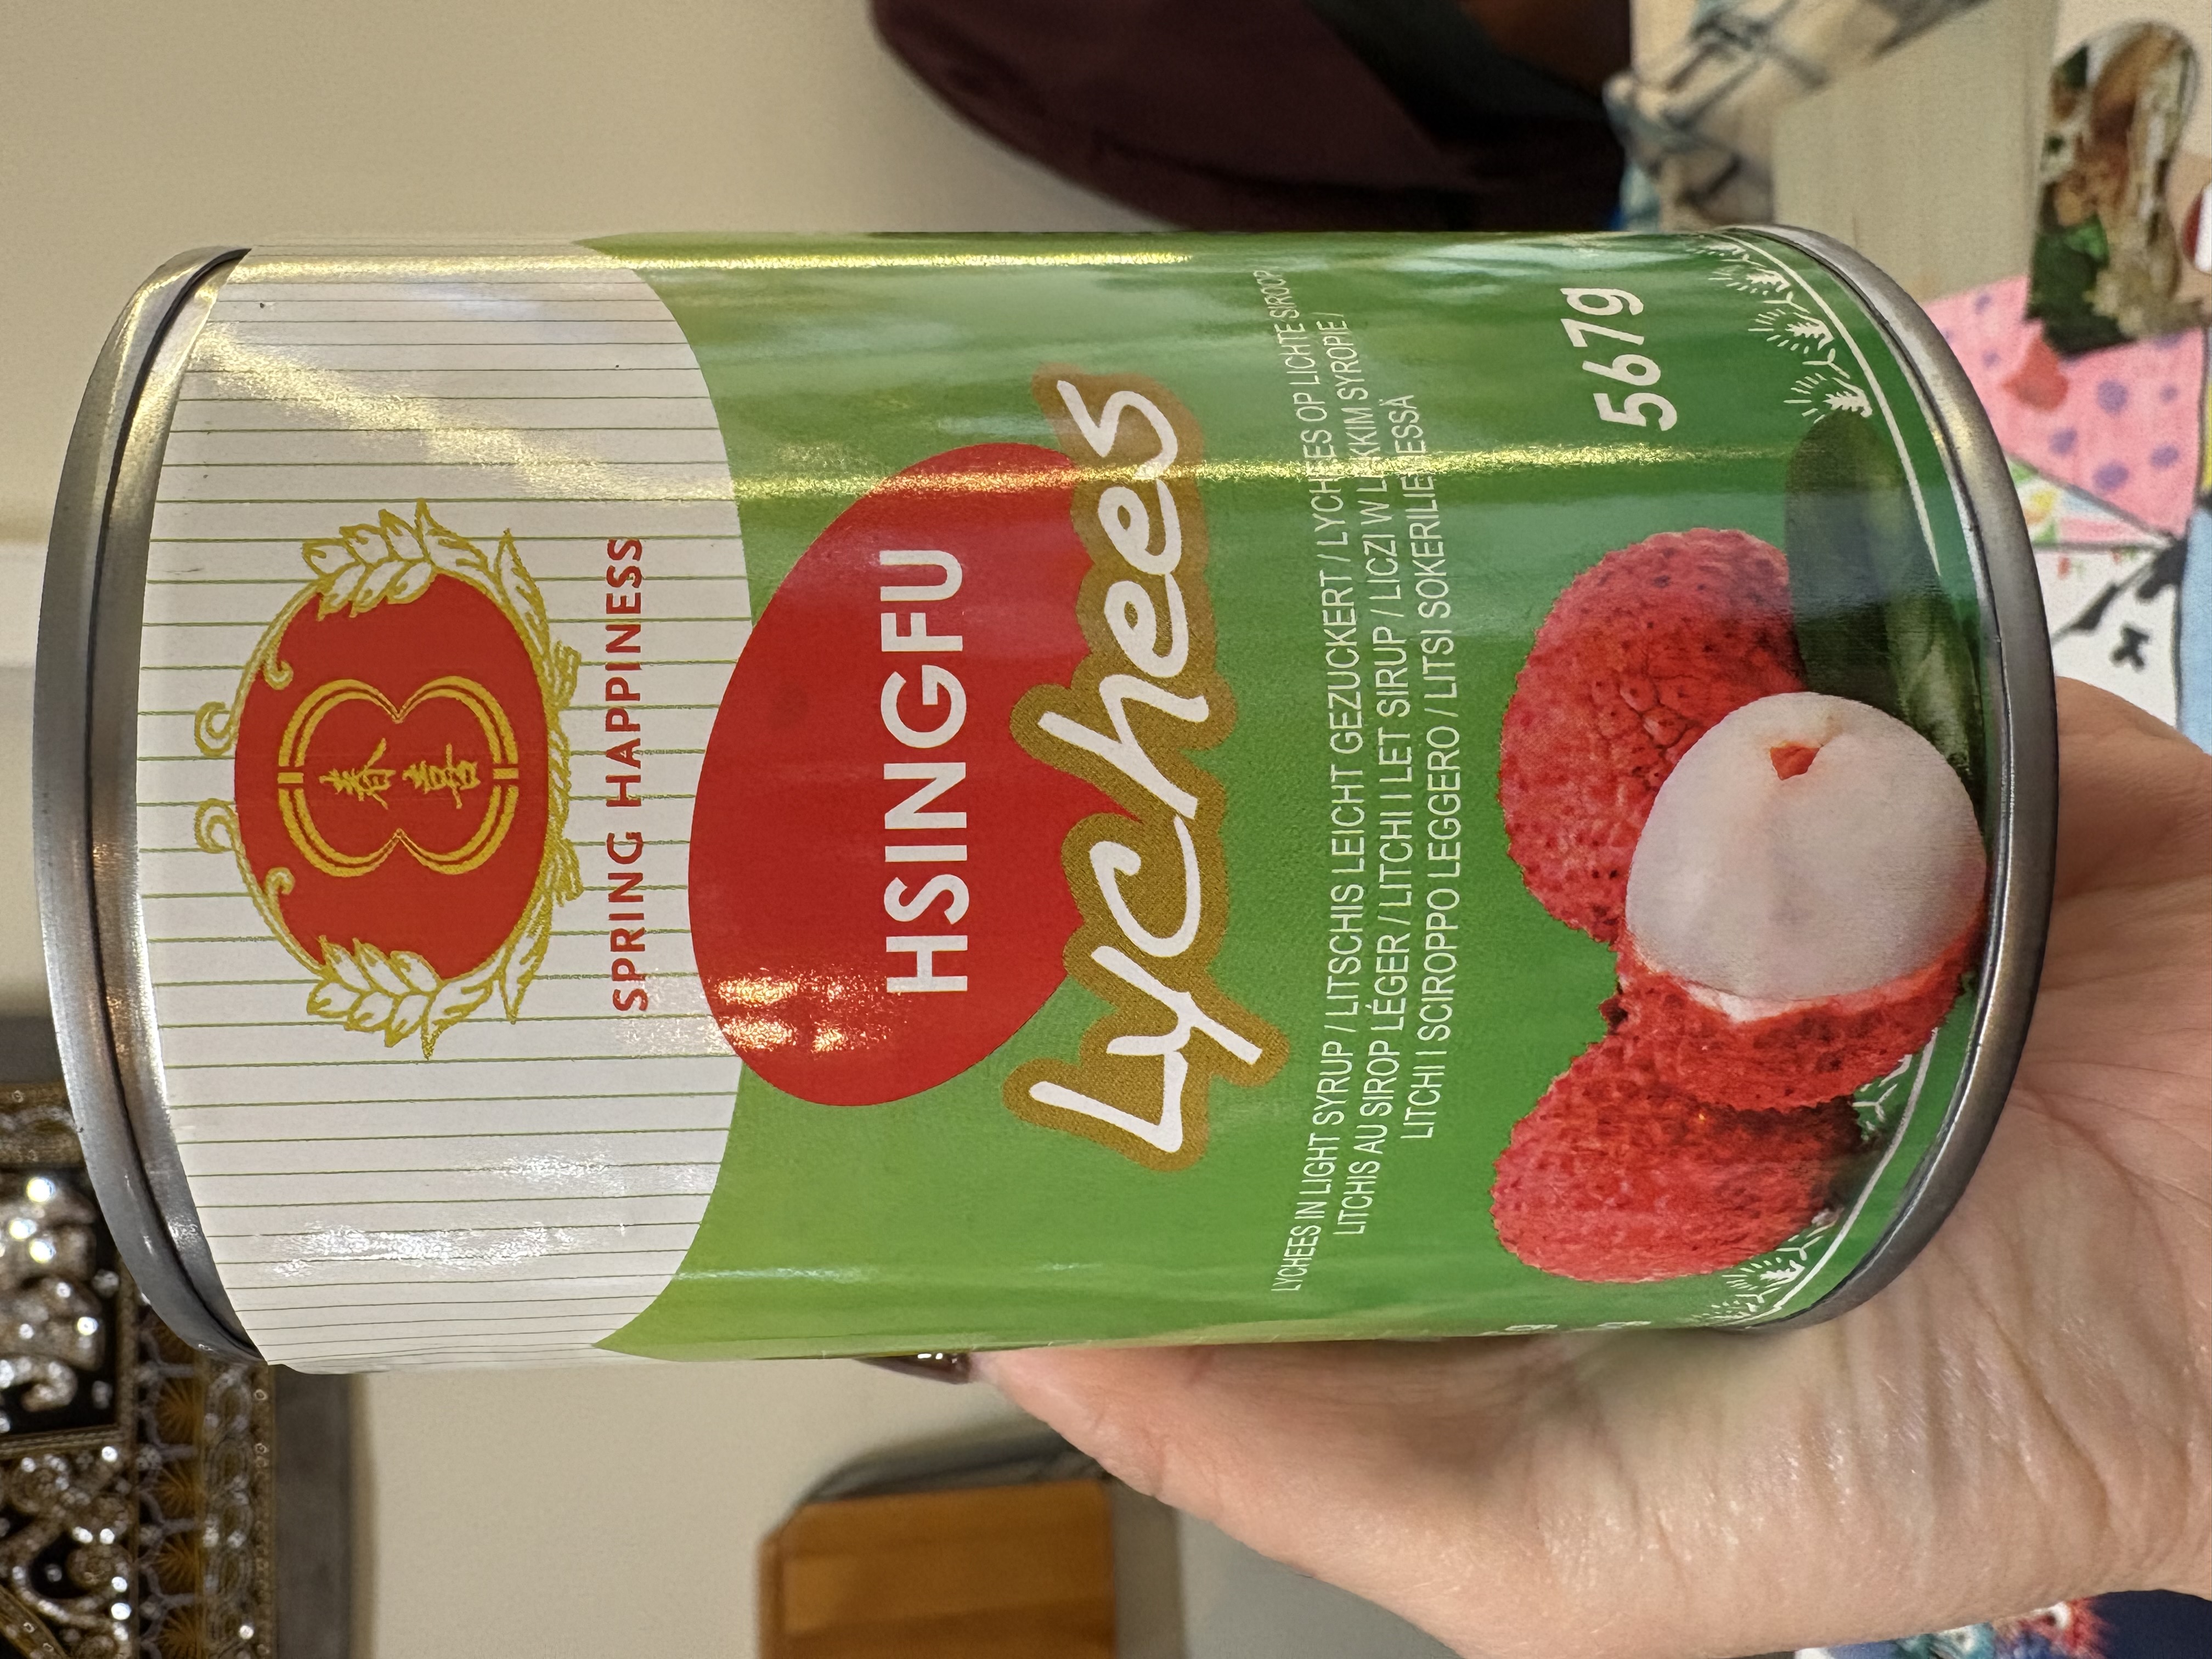 春
喜
SPRING HAPPINESS
HSINGFU
Lychees
LYCHEES IN LIGHT SYRUP / LITSCHIS LEICHT GEZUCKERT / LYCHEES OP LICHTE SIROOP
LITCHIS AU SIROP LÉGER / LITCHI I LET SIRUP / LICZI W LEKKIM SYROPIE /
LITCHI I SCIROPPO LEGGERO / LITSI SOKERILIEMESSÄ
567g